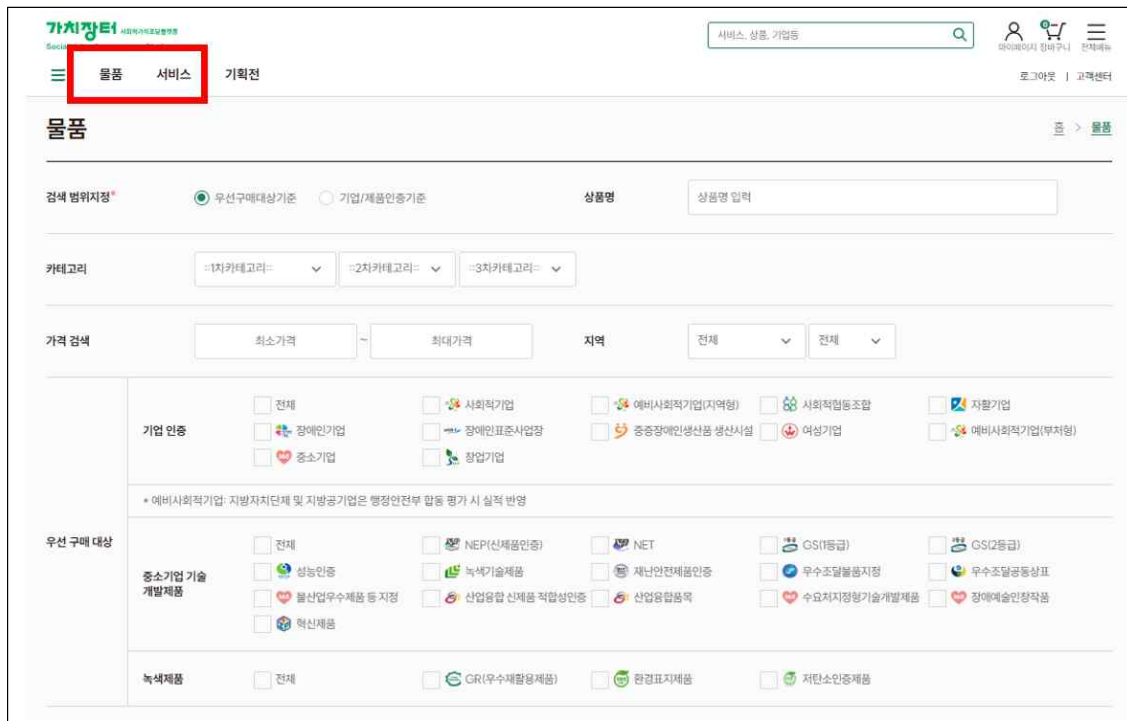 가치장터 사회적가치조달플랫폼
서비스, 상품, 기업등
0
마이페이지 장바구니 전체메뉴
물품 서비스 기획전
로그아웃 | 고객센터
물품
홈 > 물품
검색 범위지정*
우선구매대상기준 기업/제품인증기준
상품명
상품명 입력
카테고리
::1차카테고리:: ::2차카테고리:: ::3차카테고리::
가격 검색
최소가격 ~ 최대가격
지역
전체 전체
우선 구매 대상
기업 인증
전체 사회적기업 예비사회적기업(지역형) 사회적협동조합 자활기업
장애인기업 장애인표준사업장 중증장애인생산품 생산시설 여성기업 예비사회적기업(부처형)
중소기업 창업기업
* 예비사회적기업: 지방자치단체 및 지방공기업은 행정안전부 합동 평가 시 실적 반영
중소기업 기술
개발제품
전체 NEP(신제품인증) NET GS(1등급) GS(2등급)
성능인증 녹색기술제품 재난안전제품인증 우수조달물품지정 우수조달공동상표
물산업우수제품 등 지정 산업융합 신제품 적합성인증 산업융합품목 수요처지정형기술개발제품 장애예술인창작품
혁신제품
녹색제품
전체 GR(우수재활용제품) 환경표지제품 저탄소인증제품